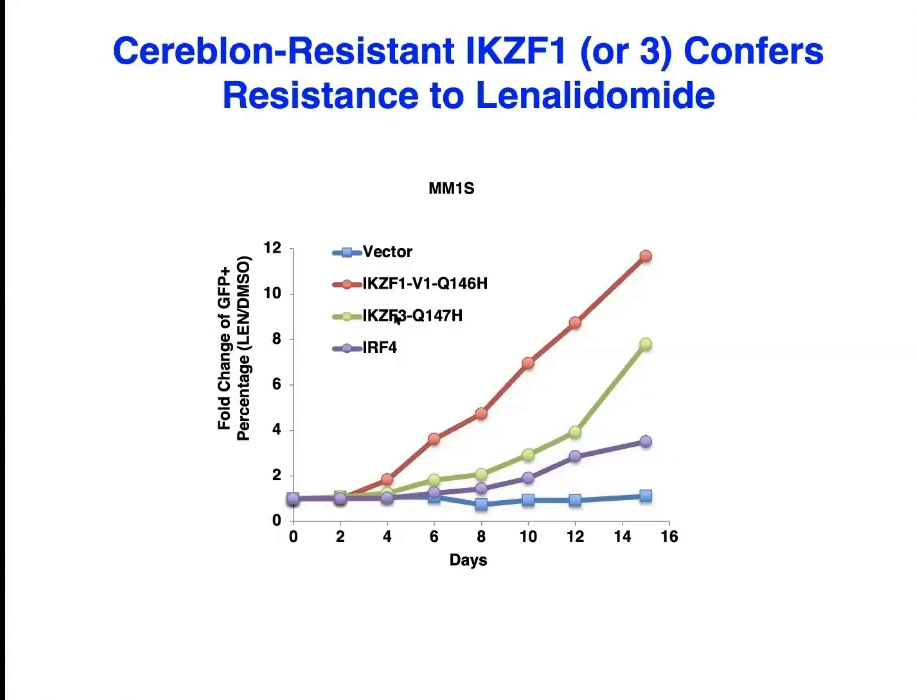 Cereblon-Resistant IKZF1 (or 3) Confers
Resistance to Lenalidomide
MM1S
Fold Change of GFP+
Percentage (LEN/DMSO)
12
10
8
6
4
2
0
Vector
IKZF1-V1-Q146H
IKZF3-Q147H
IRF4
0 2 4 6 8 10 12 14 16
Days